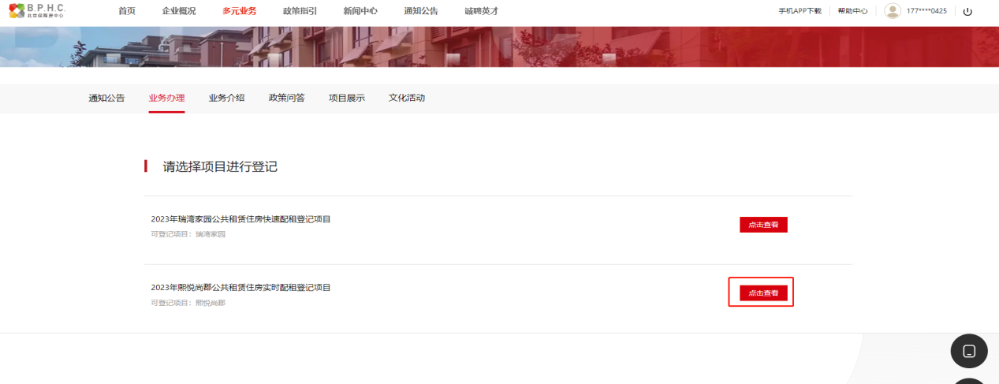 B.P.H.C.
北京保障房中心
首页 企业概况 多元业务 政策指引 新闻中心 通知公告 诚聘英才
手机APP下载 帮助中心 177****0425
通知公告 业务办理 业务介绍 政策问答 项目展示 文化活动
请选择项目进行登记
2023年瑞湾家园公共租赁住房快速配租登记项目
可登记项目：瑞湾家园
点击查看
2023年熙悦尚郡公共租赁住房实时配租登记项目
可登记项目：熙悦尚郡
点击查看